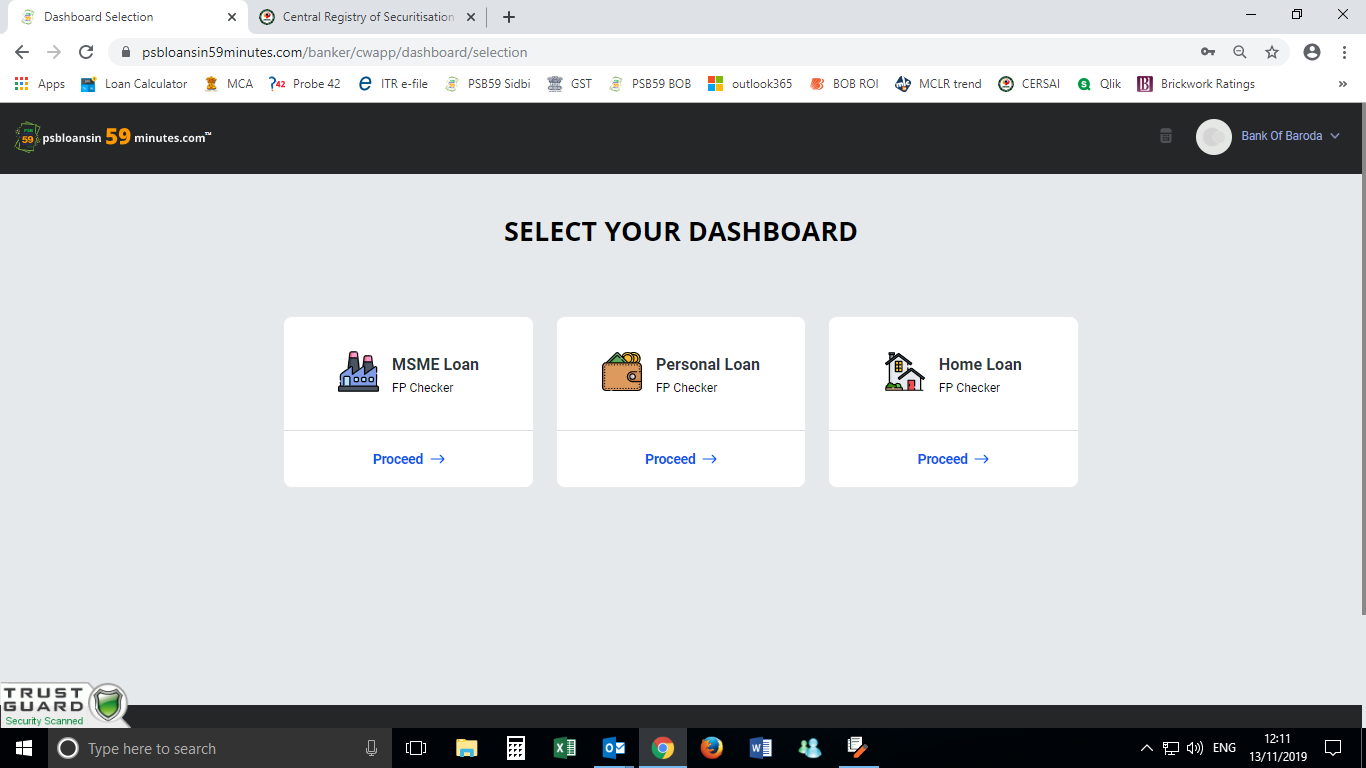 Dashboard Selection
Central Registry of Securitisation
psbloansin59minutes.com/banker/cwapp/dashboard/selection
Apps Loan Calculator MCA Probe 42 ITR e-file PSB59 Sidbi GST PSB59 BOB outlook365 BOB ROI MCLR trend CERSAI Qlik Brickwork Ratings »
psbloansin 59 minutes.com™
Bank Of Baroda
SELECT YOUR DASHBOARD
MSME Loan
FP Checker
Proceed →
Personal Loan
FP Checker
Proceed →
Home Loan
FP Checker
Proceed →
TRUST
GUARD
Security Scanned
Type here to search
ENG
12:11
13/11/2019